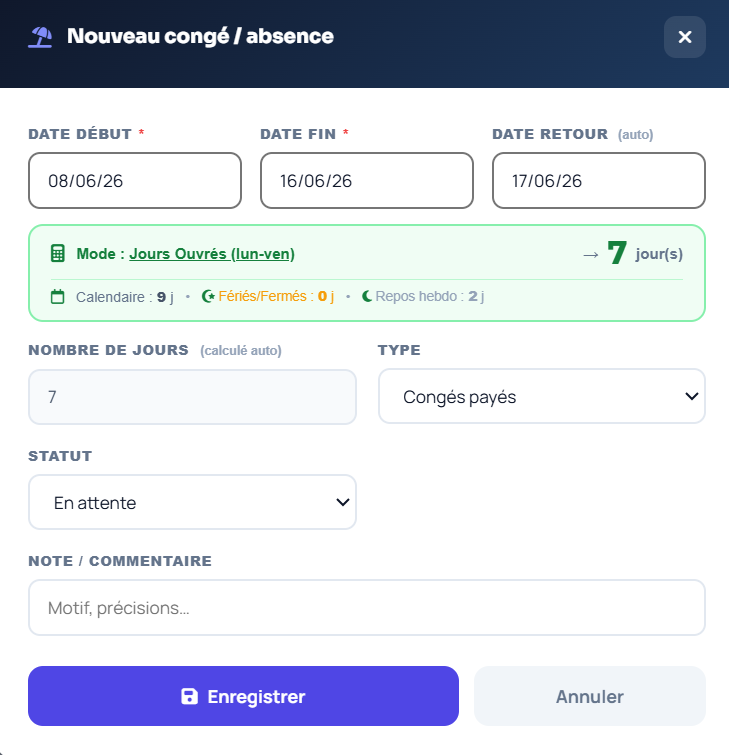 Nouveau congé / absence
DATE DÉBUT * DATE FIN * DATE RETOUR (auto)
08/06/26 16/06/26 17/06/26
Mode : Jours Ouvrés (lun-ven) → 7 jour(s)
Calendaire : 9 j • Fériés/Fermés : 0 j • Repos hebdo : 2 j
NOMBRE DE JOURS (calculé auto) TYPE
7 Congés payés
STATUT
En attente
NOTE / COMMENTAIRE
Motif, précisions...
Enregistrer Annuler